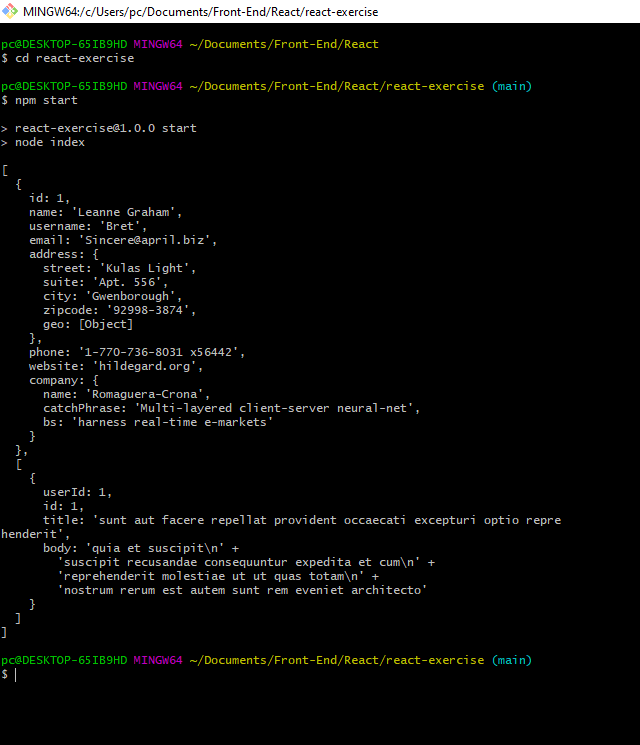 MINGW64:/c/Users/pc/Documents/Front-End/React/react-exercise
pc@DESKTOP-65IB9HD MINGW64 ~/Documents/Front-End/React
$ cd react-exercise
pc@DESKTOP-65IB9HD MINGW64 ~/Documents/Front-End/React/react-exercise (main)
$ npm start
> react-exercise@1.0.0 start
> node index
[
  {
    id: 1,
    name: 'Leanne Graham',
    username: 'Bret',
    email: 'Sincere@april.biz',
    address: {
      street: 'Kulas Light',
      suite: 'Apt. 556',
      city: 'Gwenborough',
      zipcode: '92998-3874',
      geo: [Object]
    },
    phone: '1-770-736-8031 x56442',
    website: 'hildegard.org',
    company: {
      name: 'Romaguera-Crona',
      catchPhrase: 'Multi-layered client-server neural-net',
      bs: 'harness real-time e-markets'
    }
  },
  [
    {
      userId: 1,
      id: 1,
      title: 'sunt aut facere repellat provident occaecati excepturi optio repre
henderit',
      body: 'quia et suscipit\n' +
        'suscipit recusandae consequuntur expedita et cum\n' +
        'reprehenderit molestiae ut ut quas totam\n' +
        'nostrum rerum est autem sunt rem eveniet architecto'
    }
  ]
]
pc@DESKTOP-65IB9HD MINGW64 ~/Documents/Front-End/React/react-exercise (main)
$